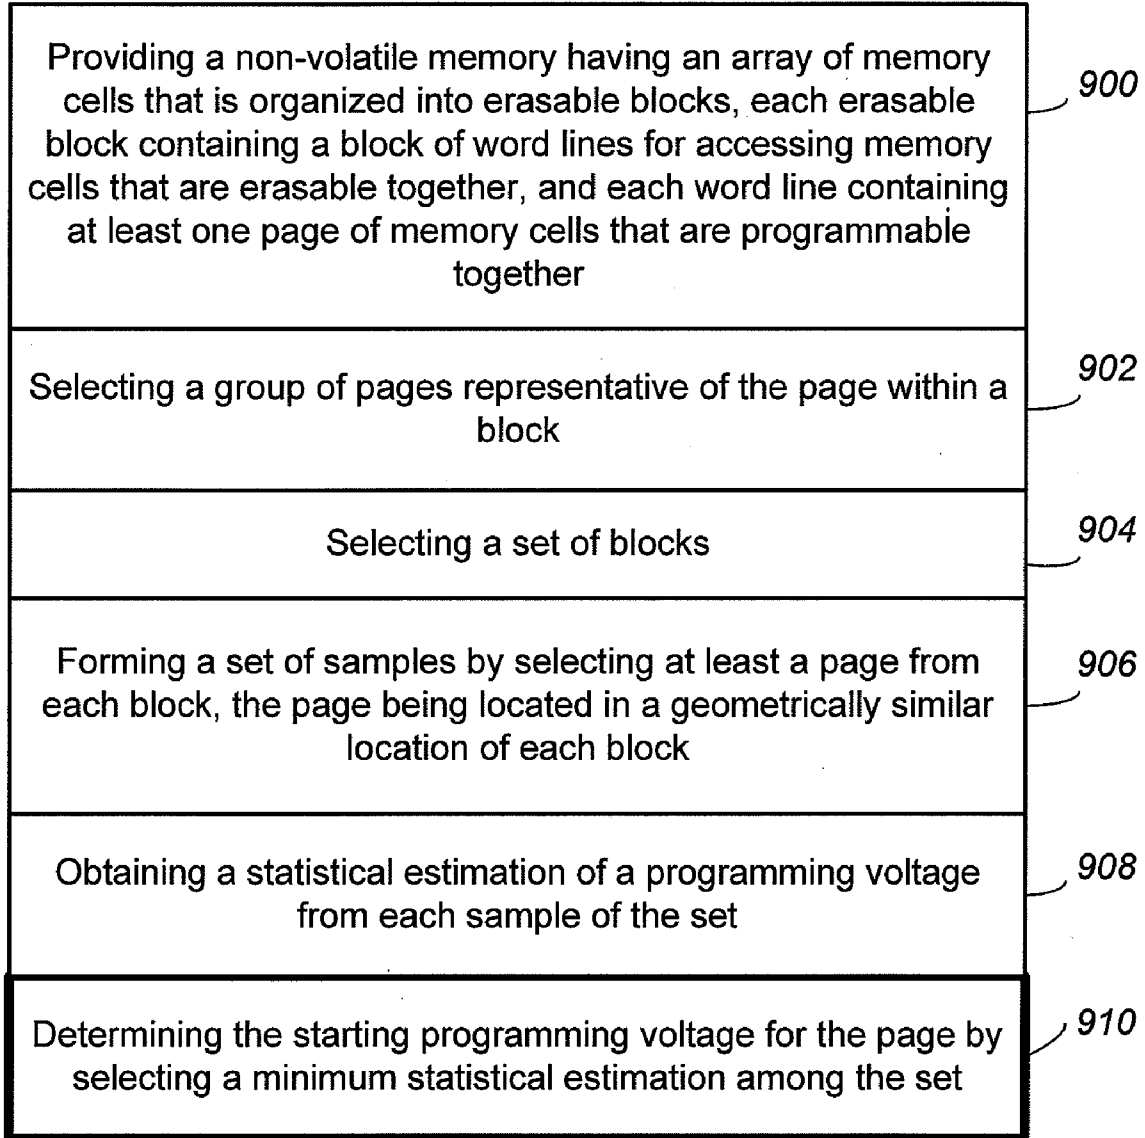 Providing a non-volatile memory having an array of memory
cells that is organized into erasable blocks, each erasable
block containing a block of word lines for accessing memory
cells that are erasable together, and each word line containing
at least one page of memory cells that are programmable
together
900
Selecting a group of pages representative of the page within a
block
902
Selecting a set of blocks
904
Forming a set of samples by selecting at least a page from
each block, the page being located in a geometrically similar
location of each block
906
Obtaining a statistical estimation of a programming voltage
from each sample of the set
908
Determining the starting programming voltage for the page by
selecting a minimum statistical estimation among the set
910